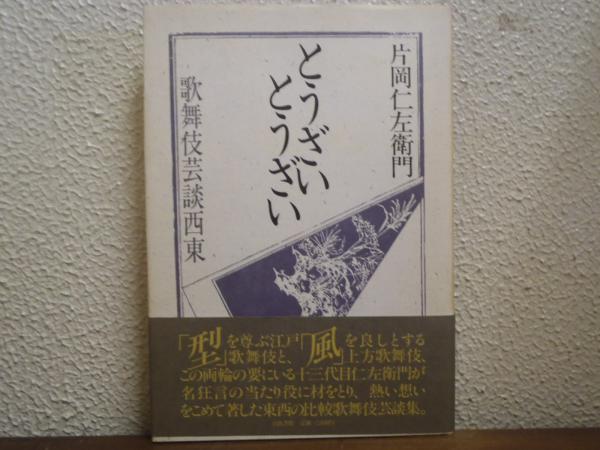 片岡仁左衛門
とうざい
とうざい
歌舞伎芸談西東
「型」を尊ぶ江戸歌舞伎と、「風」を良しとする上方歌舞伎、
この両輪の要にいる十三代目仁左衛門が
名狂言の当たり役に材をとり、熱い想い
をこめて著した東西の比較歌舞伎芸談集。